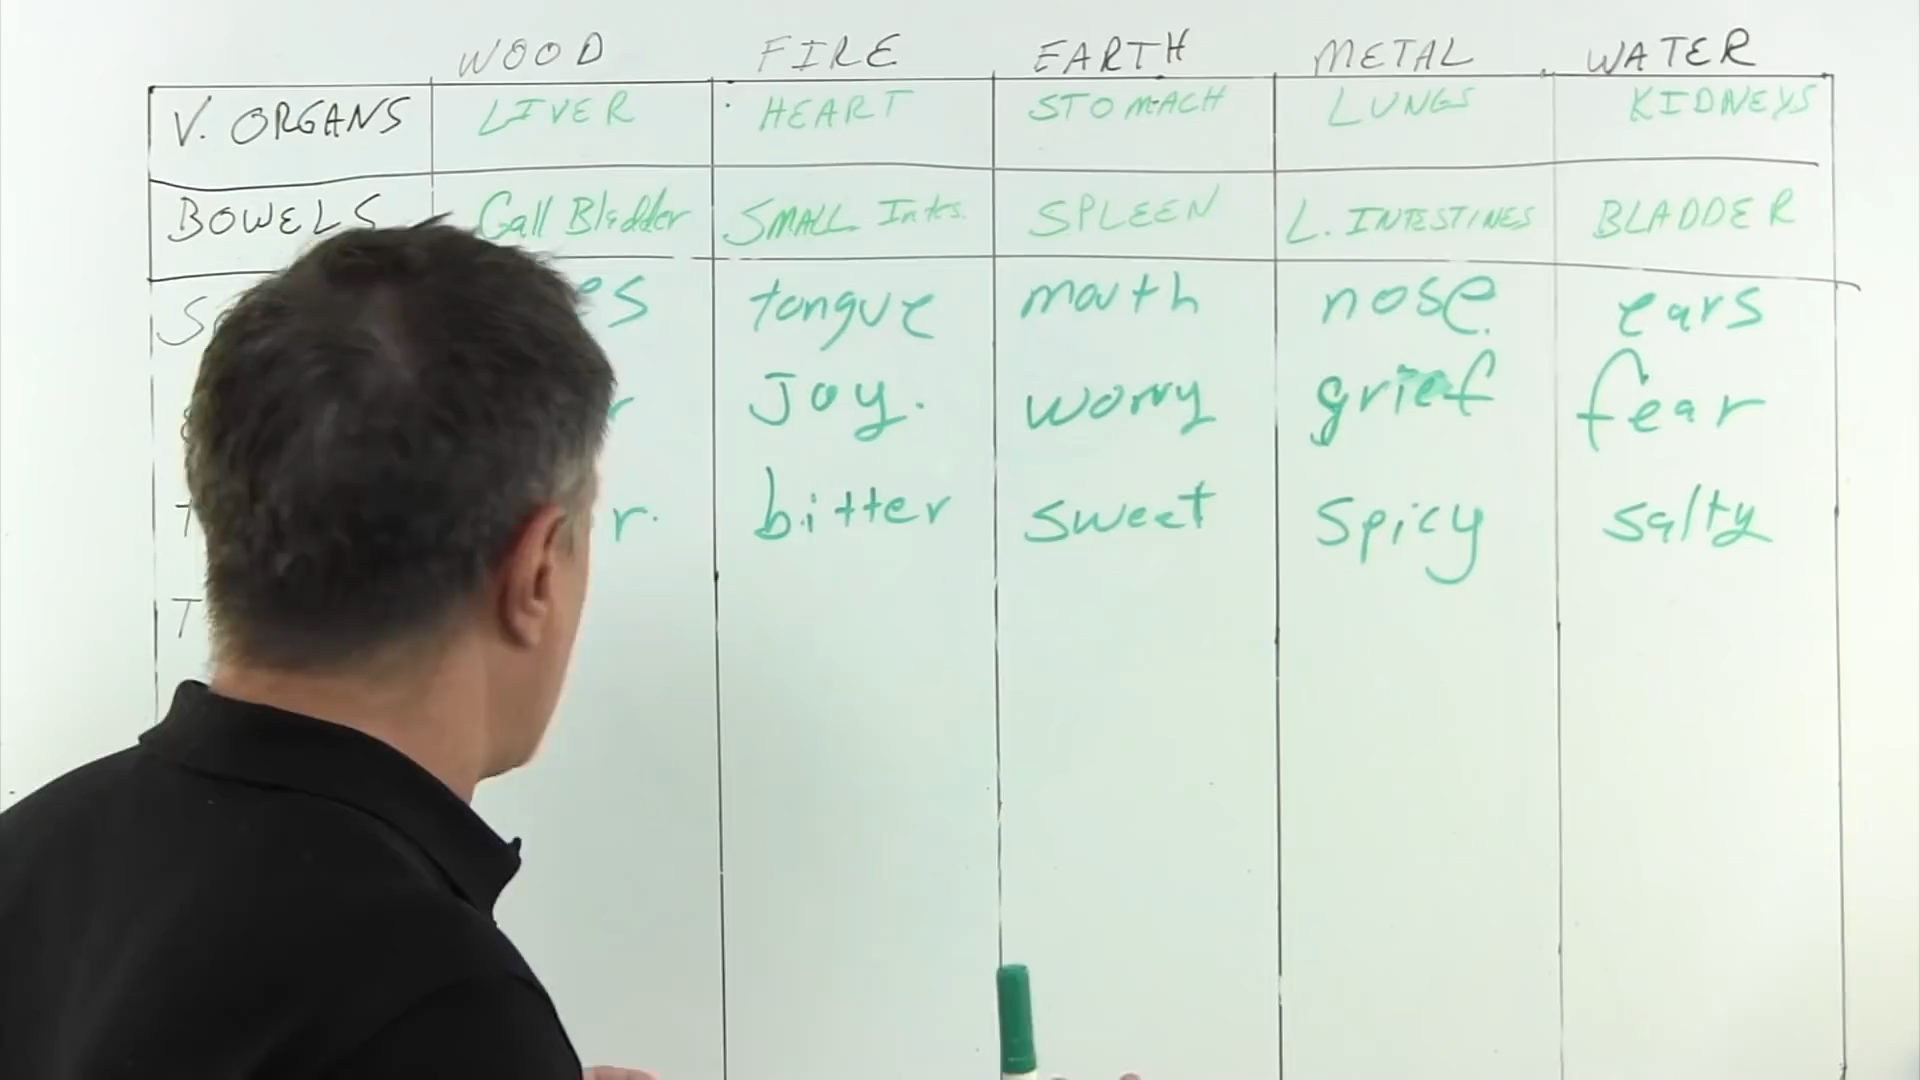 WOOD FIRE EARTH METAL WATER
V. ORGANS LIVER HEART STOMACH LUNGS KIDNEYS
BOWELS Gall Bladder SMALL Intes. SPLEEN L. INTESTINES BLADDER
tongue mouth nose ears
Joy. worry grief fear
bitter sweet spicy salty